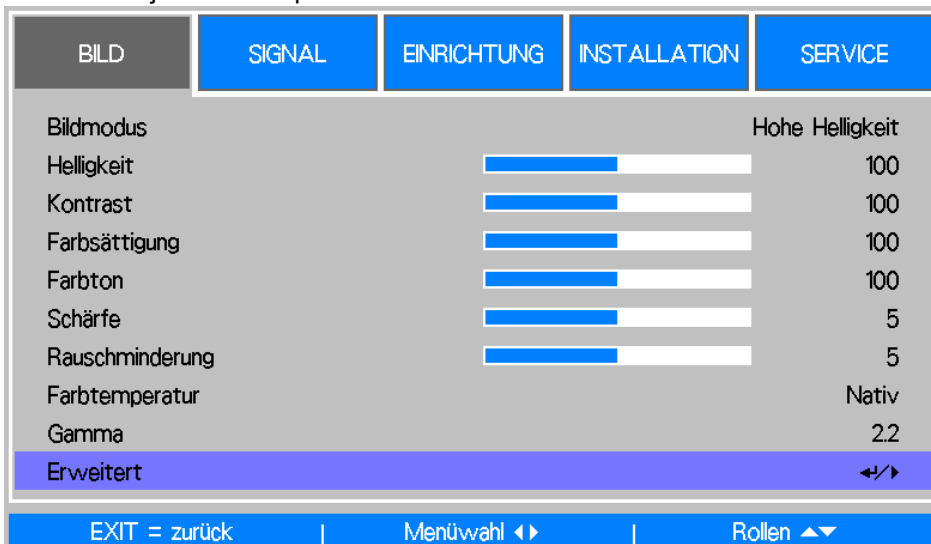 BILD SIGNAL EINRICHTUNG INSTALLATION SERVICE
Bildmodus Hohe Helligkeit
Helligkeit 100
Kontrast 100
Farbsättigung 100
Farbton 100
Schärfe 5
Rauschminderung 5
Farbtemperatur Nativ
Gamma 2.2
Erweitert ↵/▶
EXIT = zurück | Menüwahl ◀▶ | Rollen ▲▼